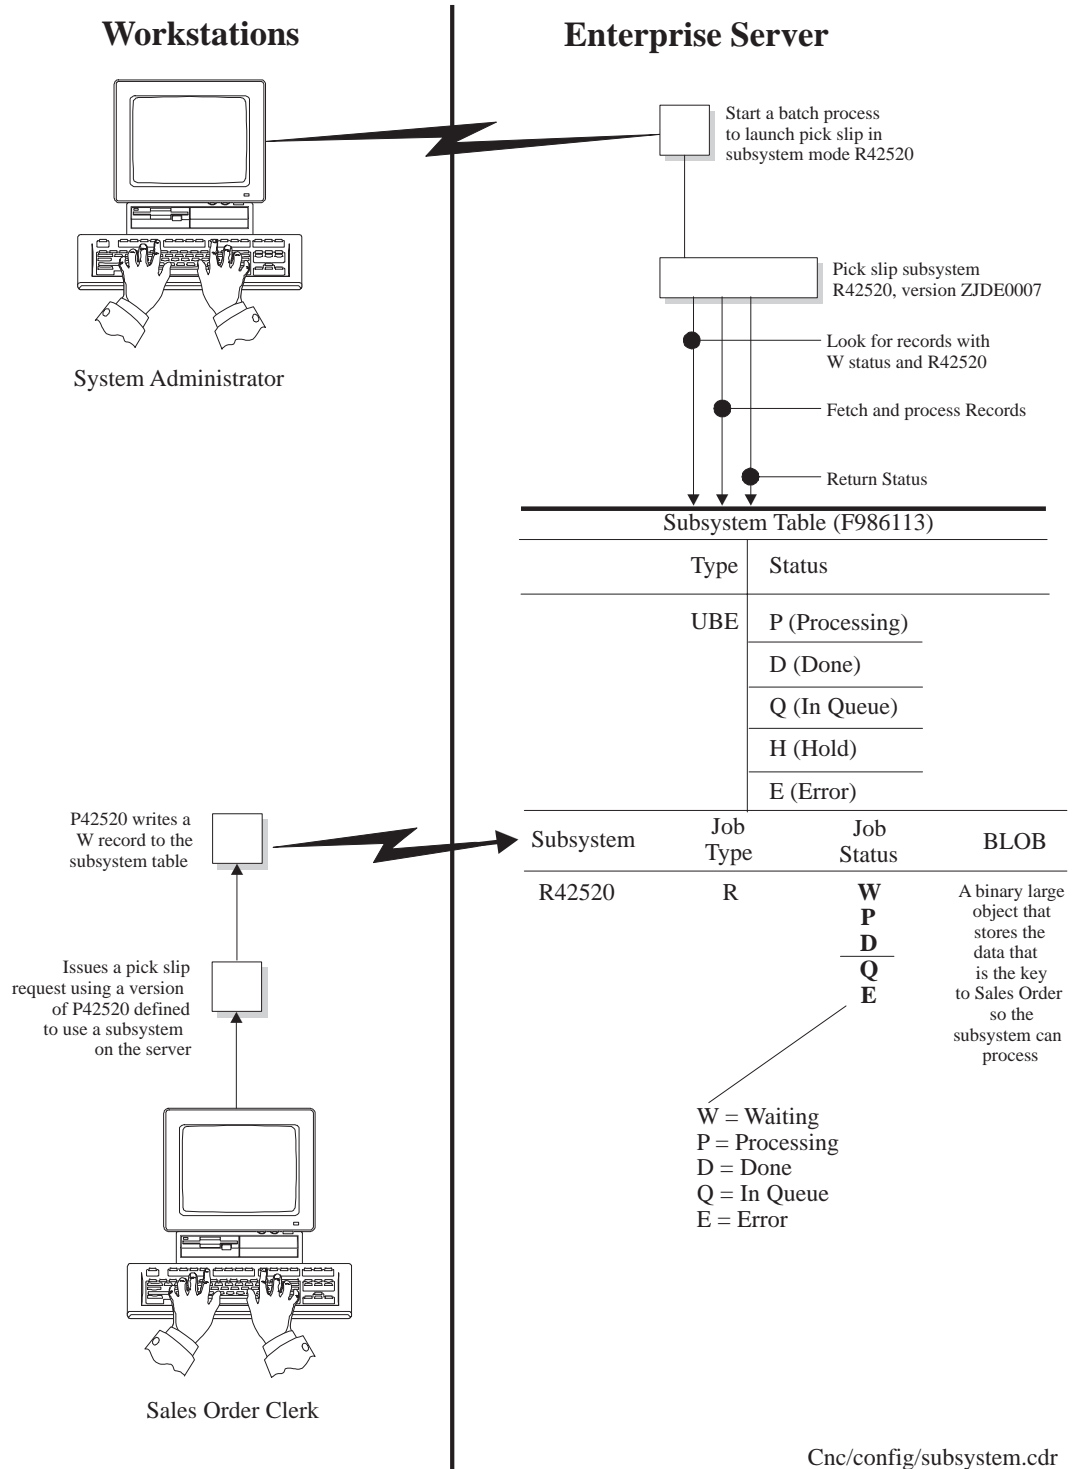 Workstations
Enterprise Server
Start a batch process
to launch pick slip in
subsystem mode R42520
Pick slip subsystem
R42520, version ZJDE0007
Look for records with
W status and R42520
System Administrator
Fetch and process Records
Return Status
Subsystem Table (F986113)
Type Status
UBE P (Processing)
D (Done)
Q (In Queue)
H (Hold)
E (Error)
P42520 writes a
W record to the
subsystem table
Subsystem
Job
Type
Job
Status
BLOB
R42520
R
W
P
D
Q
E
A binary large
object that
stores the
data that
is the key
to Sales Order
so the
subsystem can
process
Issues a pick slip
request using a version
of P42520 defined
to use a subsystem
on the server
W = Waiting
P = Processing
D = Done
Q = In Queue
E = Error
Sales Order Clerk
Cnc/config/subsystem.cdr